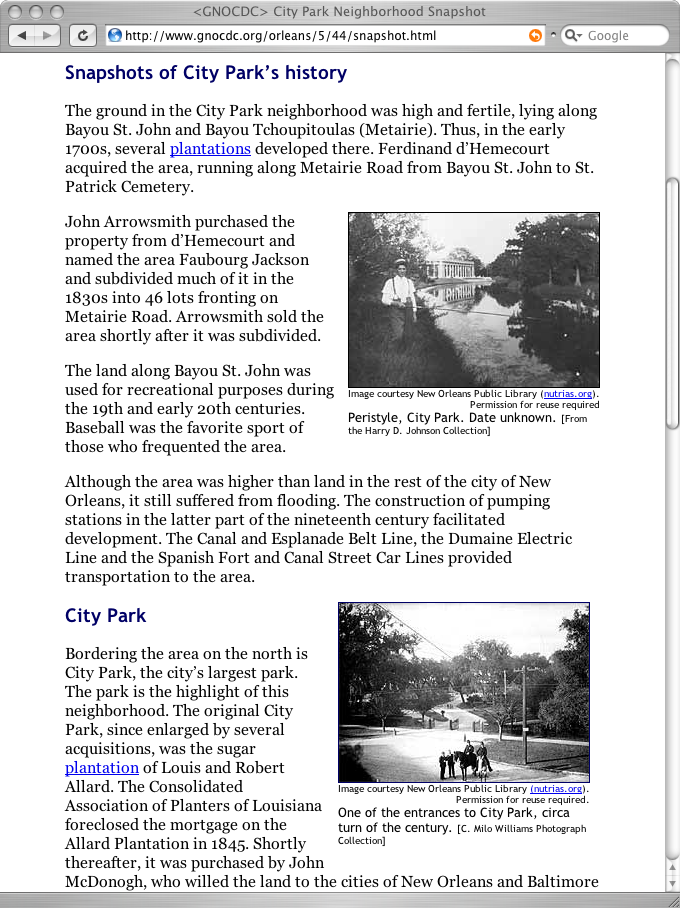 <GNOCDC> City Park Neighborhood Snapshot
http://www.gnocdc.org/orleans/5/44/snapshot.html
Google
Snapshots of City Park's history
The ground in the City Park neighborhood was high and fertile, lying along
Bayou St. John and Bayou Tchoupitoulas (Metairie). Thus, in the early
1700s, several plantations developed there. Ferdinand d'Hemecourt
acquired the area, running along Metairie Road from Bayou St. John to St.
Patrick Cemetery.
John Arrowsmith purchased the
property from d'Hemecourt and
named the area Faubourg Jackson
and subdivided much of it in the
1830s into 46 lots fronting on
Metairie Road. Arrowsmith sold the
area shortly after it was subdivided.
The land along Bayou St. John was
used for recreational purposes during
the 19th and early 20th centuries.
Baseball was the favorite sport of
those who frequented the area.
Image courtesy New Orleans Public Library (nutrias.org).
Permission for reuse required
Peristyle, City Park. Date unknown. [From
the Harry D. Johnson Collection]
Although the area was higher than land in the rest of the city of New
Orleans, it still suffered from flooding. The construction of pumping
stations in the latter part of the nineteenth century facilitated
development. The Canal and Esplanade Belt Line, the Dumaine Electric
Line and the Spanish Fort and Canal Street Car Lines provided
transportation to the area.
City Park
Bordering the area on the north is
City Park, the city's largest park.
The park is the highlight of this
neighborhood. The original City
Park, since enlarged by several
acquisitions, was the sugar
plantation of Louis and Robert
Allard. The Consolidated
Association of Planters of Louisiana
foreclosed the mortgage on the
Allard Plantation in 1845. Shortly
thereafter, it was purchased by John
McDonogh, who willed the land to the cities of New Orleans and Baltimore
Image courtesy New Orleans Public Library (nutrias.org).
Permission for reuse required.
One of the entrances to City Park, circa
turn of the century. [C. Milo Williams Photograph
Collection]